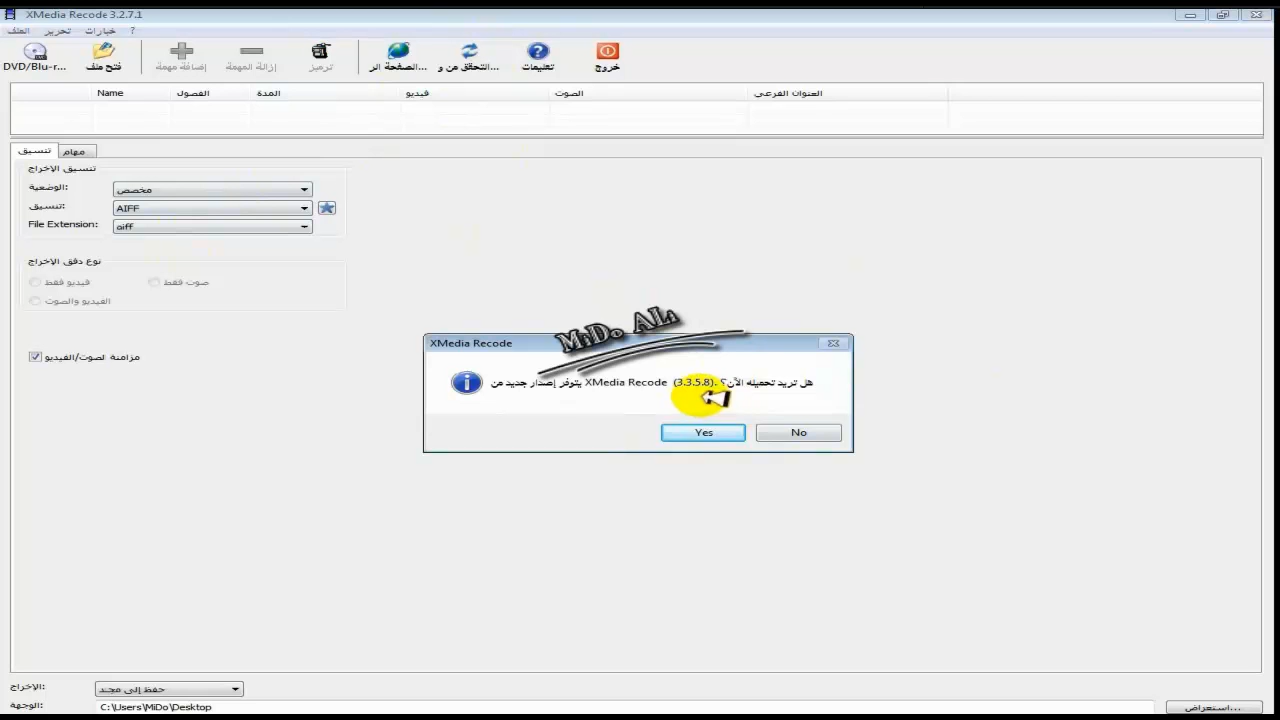 XMedia Recode 3.2.7.1
الملف تحرير خيارات ?
DVD/Blu-r... فتح ملف إضافة مهمة إزالة المهمة ترميز الصفحة الر... التحقق من و... تعليمات خروج
Name الفصول المدة فيديو الصوت العنوان الفرعي
تنسيق مهام
تنسيق الإخراج
الوضعية: مخصص
تنسيق: AIFF
File Extension: aiff
نوع دفق الإخراج
فيديو فقط صوت فقط
الفيديو والصوت
مزامنة الصوت/الفيديو
MiDo ALi
XMedia Recode
يتوفر إصدار جديد من XMedia Recode (3.3.5.8). هل تريد تحميله الآن؟
Yes No
الإخراج: حفظ إلى مجلد
الوجهة: C:\Users\MiDo\Desktop استعراض...